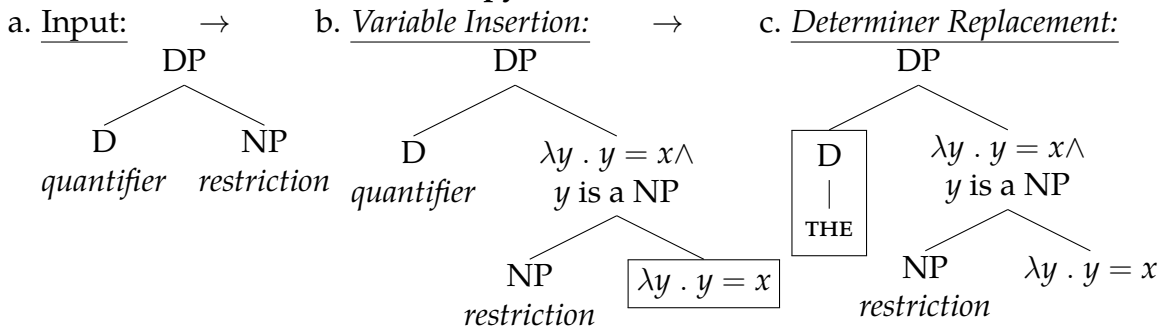 a. Input: → b. Variable Insertion: → c. Determiner Replacement:
DP DP DP
D NP D λy . y = x∧ D λy . y = x∧
quantifier restriction quantifier y is a NP THE y is a NP
NP λy . y = x NP λy . y = x
restriction restriction